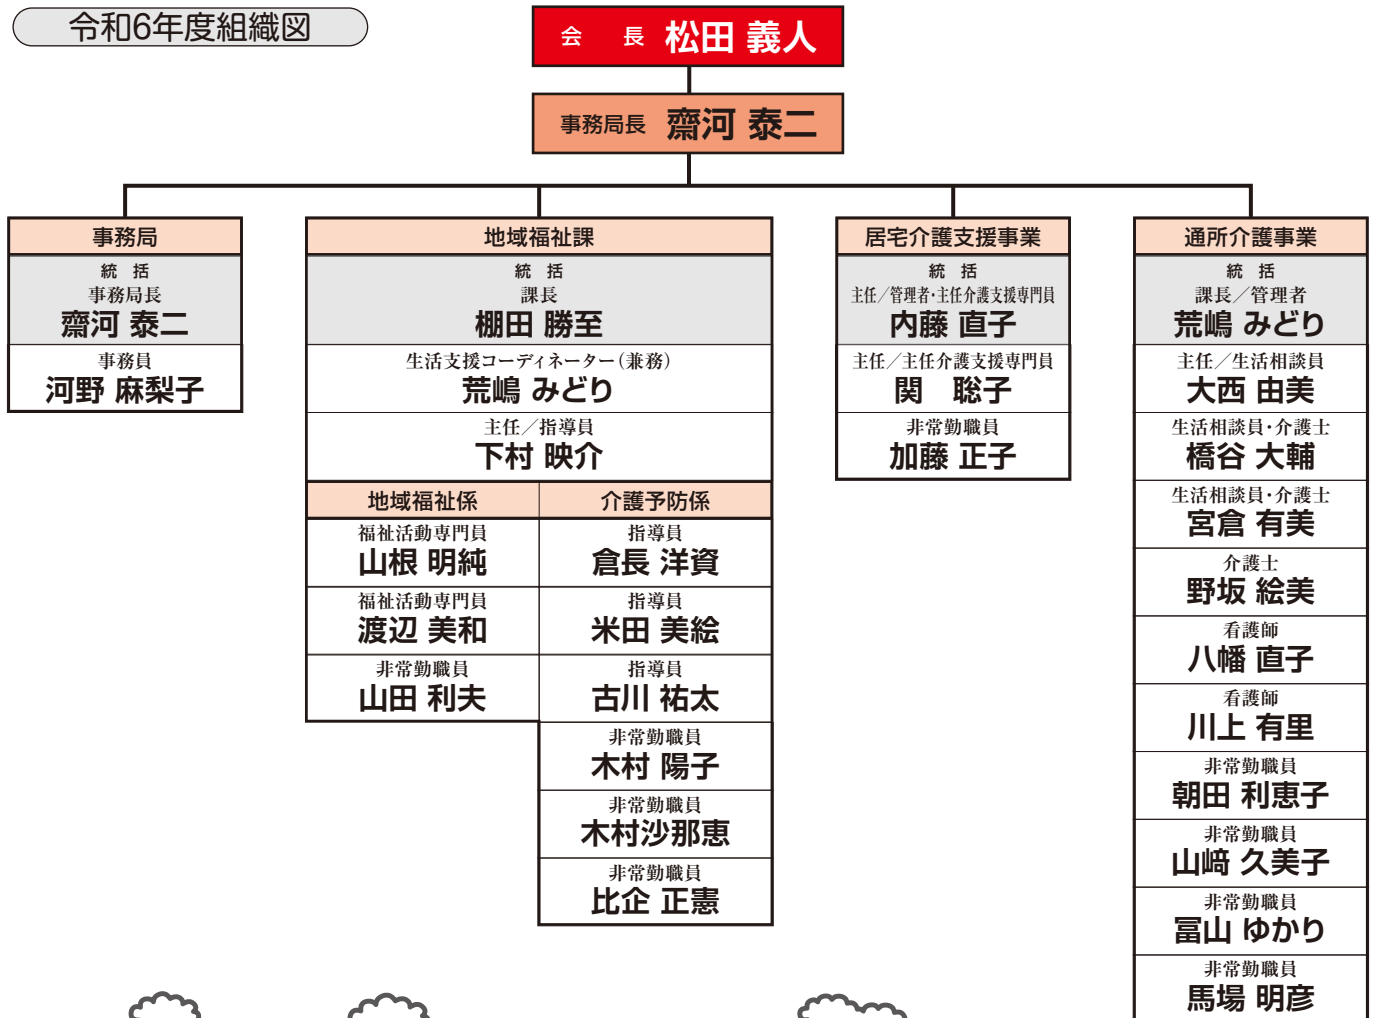 令和6年度組織図
会　長 松田 義人
事務局長 齋河 泰二
事務局
統 括
事務局長
齋河 泰二
事務員
河野 麻梨子
地域福祉課
統 括
課長
棚田 勝至
生活支援コーディネーター（兼務）
荒嶋 みどり
主任／指導員
下村 映介
地域福祉係
福祉活動専門員
山根 明純
福祉活動専門員
渡辺 美和
非常勤職員
山田 利夫
介護予防係
指導員
倉長 洋資
指導員
米田 美絵
指導員
古川 祐太
非常勤職員
木村 陽子
非常勤職員
木村沙那恵
非常勤職員
比企 正憲
居宅介護支援事業
統 括
主任／管理者・主任介護支援専門員
内藤 直子
主任／主任介護支援専門員
関　聡子
非常勤職員
加藤 正子
通所介護事業
統 括
課長／管理者
荒嶋 みどり
主任／生活相談員
大西 由美
生活相談員・介護士
橋谷 大輔
生活相談員・介護士
宮倉 有美
介護士
野坂 絵美
看護師
八幡 直子
看護師
川上 有里
非常勤職員
朝田 利恵子
非常勤職員
山﨑 久美子
非常勤職員
冨山 ゆかり
非常勤職員
馬場 明彦